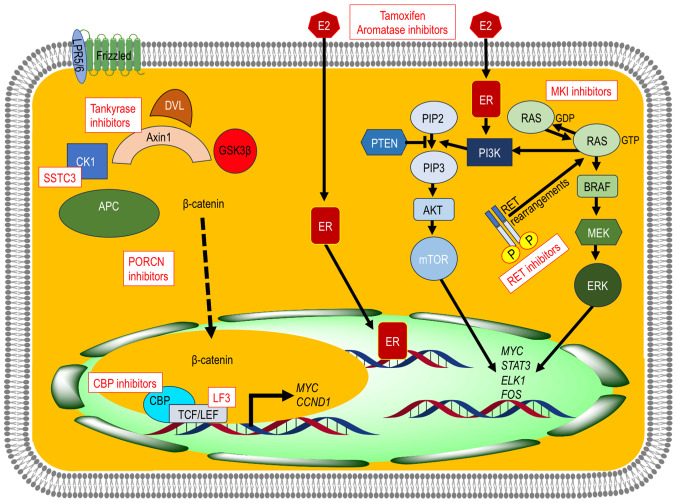 E2
Tamoxifen
Aromatase inhibitors
E2
LPR5/6
Frizzled
Tankyrase
inhibitors
DVL
Axin1
GSK3β
CK1
SSTC3
APC
β-catenin
PORCN
inhibitors
ER
ER
MKI inhibitors
PIP2
PTEN
PI3K
RAS
GDP
RAS
GTP
PIP3
BRAF
AKT
RET
rearrangements
P
P
RET inhibitors
MEK
mTOR
ERK
β-catenin
ER
CBP inhibitors
CBP
LF3
TCF/LEF
MYC
CCND1
MYC
STAT3
ELK1
FOS